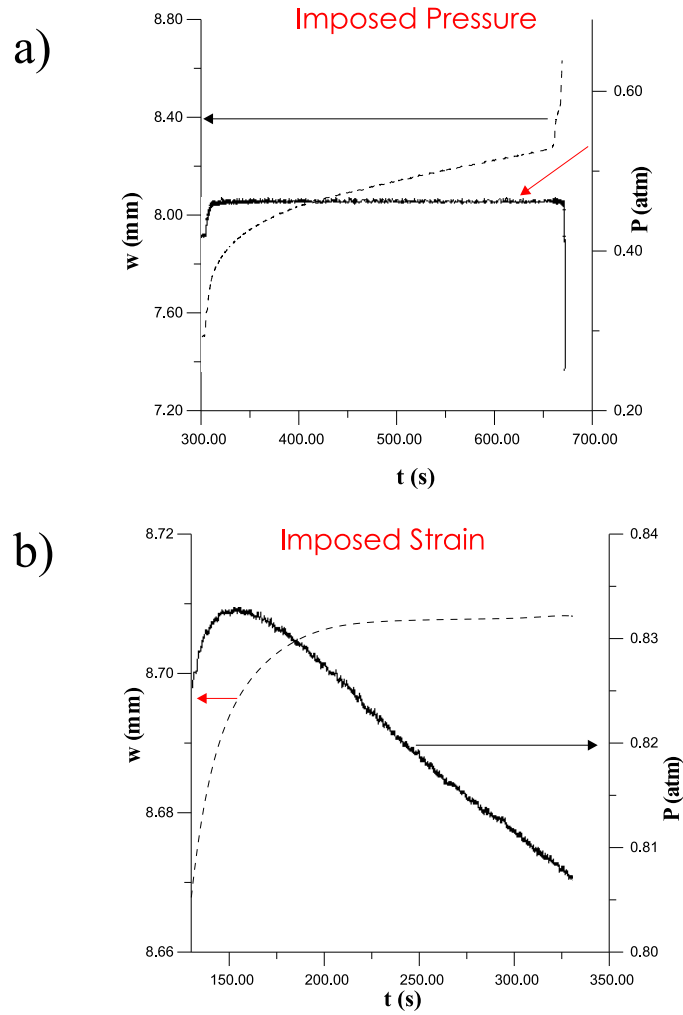 a)
Imposed Pressure
8.80
8.40
8.00
7.60
7.20
w (mm)
0.60
0.40
0.20
P (atm)
300.00 400.00 500.00 600.00 700.00
t (s)
b)
Imposed Strain
8.72
8.70
8.68
8.66
w (mm)
0.84
0.83
0.82
0.81
0.80
P (atm)
150.00 200.00 250.00 300.00 350.00
t (s)